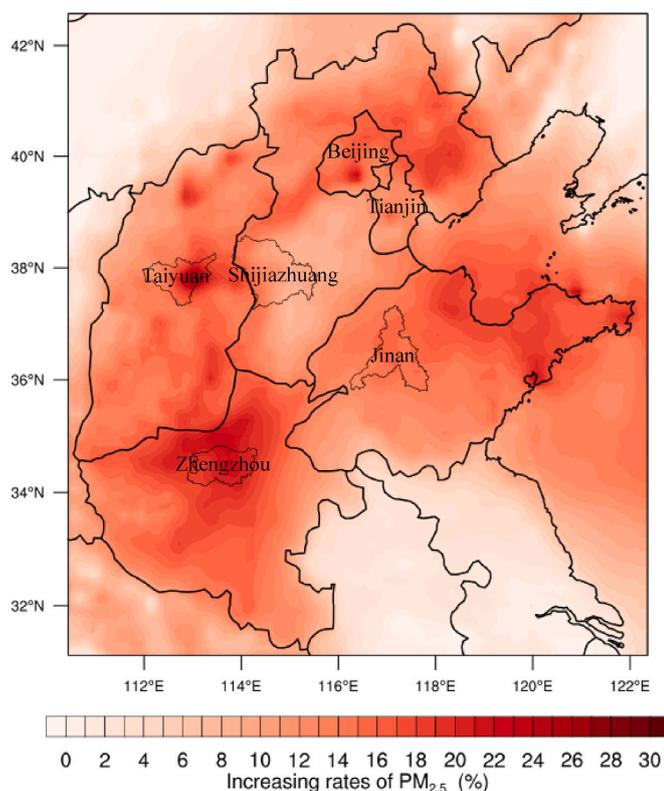 42°N
Beijing
40°N
Tianjin
38°N
Taiyuan
Shijiazhuang
Jinan
36°N
Zhengzhou
34°N
32°N
112°E 114°E 116°E 118°E 120°E 122°E
0 2 4 6 8 10 12 14 16 18 20 22 24 26 28 30
Increasing rates of PM2.5 (%)